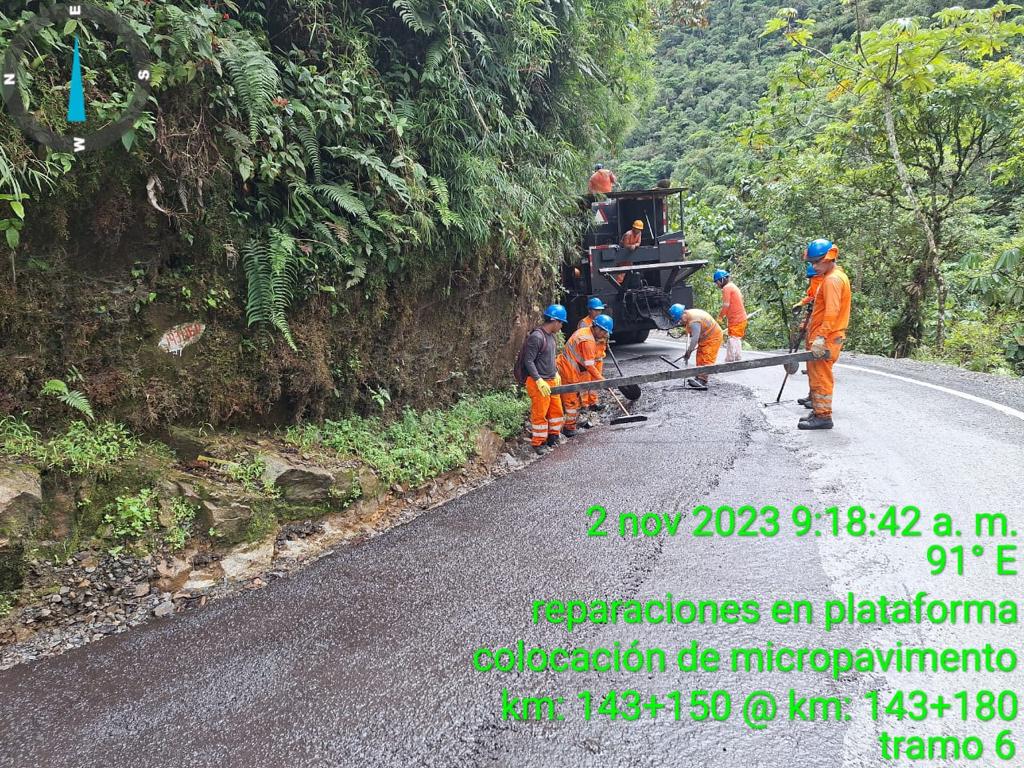 E
N
S
W
2 nov 2023 9:18:42 a. m.
91° E
reparaciones en plataforma
colocación de micropavimento
km: 143+150 @ km: 143+180
tramo 6